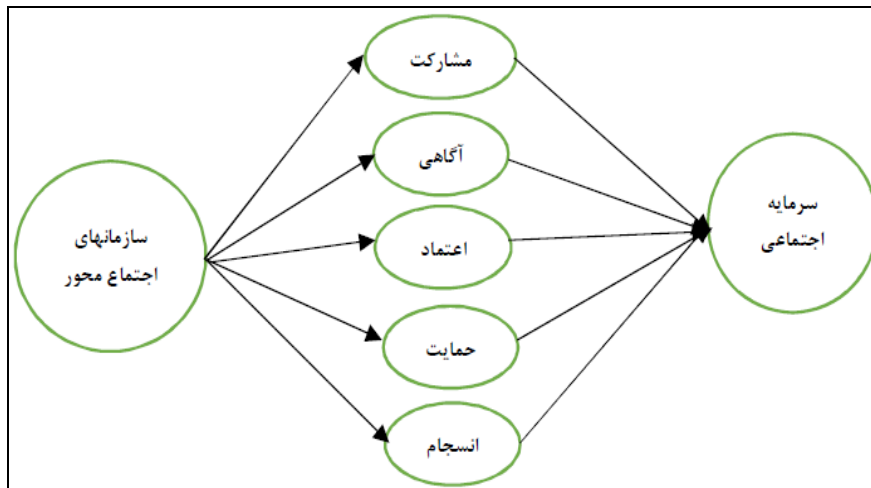 مشارکت
آگاهی
اعتماد
حمایت
انسجام
سازمانهای
اجتماع محور
سرمایه
اجتماعی